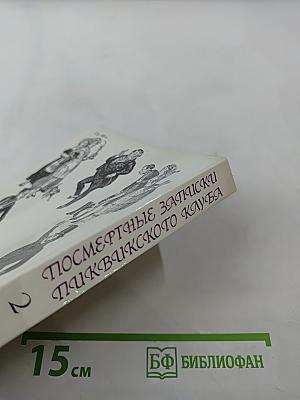 ПОСМЕРТНЫЕ ЗАПИСКИ
ПИКВИКСКОГО КЛУБА
2
15 см
БФ БИБЛИОФАН